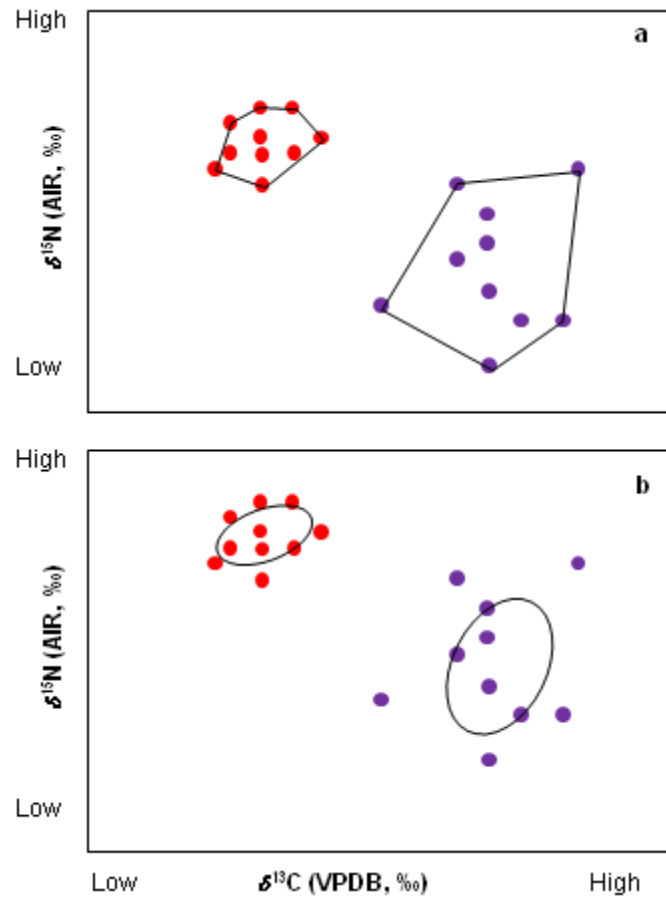 High
a
δ¹⁵N (AIR, ‰)
Low
High
b
δ¹⁵N (AIR, ‰)
Low
Low δ¹³C (VPDB, ‰) High